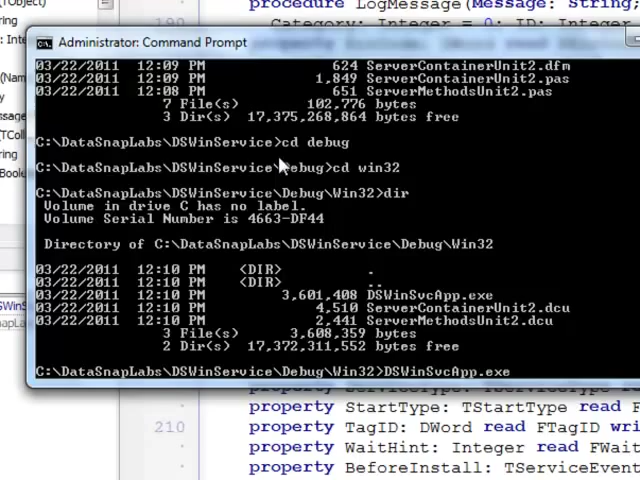 procedure LogMessage(Message: String;
190 Category: Integer = 0; ID: Integer
Administrator: Command Prompt
03/22/2011  12:09 PM               624 ServerContainerUnit2.dfm
03/22/2011  12:09 PM             1,849 ServerContainerUnit2.pas
03/22/2011  12:08 PM               651 ServerMethodsUnit2.pas
7 File(s)        102,776 bytes
3 Dir(s)  17,375,268,864 bytes free
C:\DataSnapLabs\DSWinService>cd debug
C:\DataSnapLabs\DSWinService\Debug>cd win32
C:\DataSnapLabs\DSWinService\Debug\Win32>dir
Volume in drive C has no label.
Volume Serial Number is 4663-DF44
Directory of C:\DataSnapLabs\DSWinService\Debug\Win32
03/22/2011  12:10 PM    <DIR>          .
03/22/2011  12:10 PM    <DIR>          ..
03/22/2011  12:10 PM         3,601,408 DSWinSvcApp.exe
03/22/2011  12:10 PM             4,510 ServerContainerUnit2.dcu
03/22/2011  12:10 PM             2,441 ServerMethodsUnit2.dcu
3 File(s)      3,608,359 bytes
2 Dir(s)  17,372,311,552 bytes free
C:\DataSnapLabs\DSWinService\Debug\Win32>DSWinSvcApp.exe
property StartType: TStartType read F
210 property TagID: DWord read FTagID wri
property WaitHint: Integer read FWai
property BeforeInstall: TServiceEvent